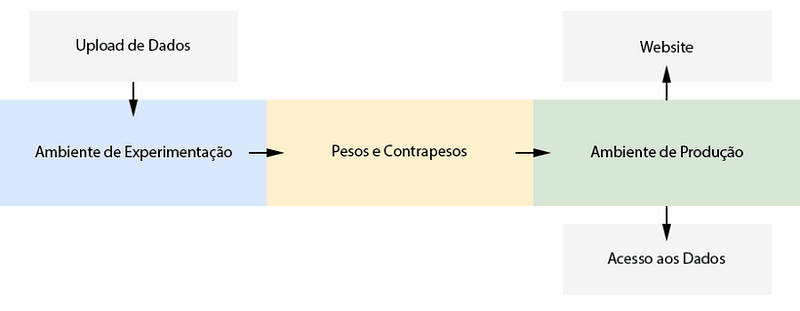 Upload de Dados
Website
Ambiente de Experimentação
Pesos e Contrapesos
Ambiente de Produção
Acesso aos Dados